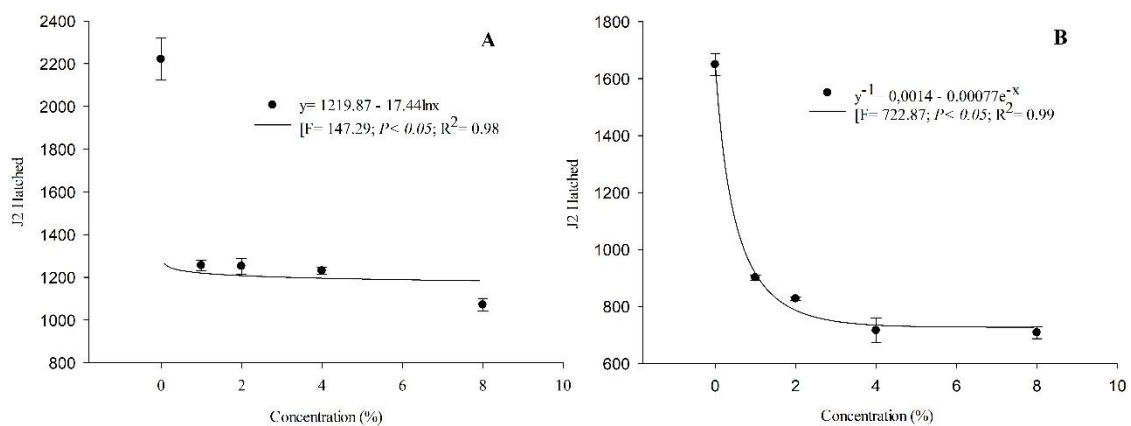 A
2400
2200
2000
1800
1600
1400
1200
1000
800
J2 Hatched
y= 1219.87 - 17.44lnx
[F= 147.29; P< 0.05; R²= 0.98
0 2 4 6 8 10
Concentration (%)
B
1800
1600
1400
1200
1000
800
600
J2 Hatched
y⁻¹= 0,0014 - 0.00077e⁻ˣ
[F= 722.87; P< 0.05; R²= 0.99
0 2 4 6 8 10
Concentration (%)